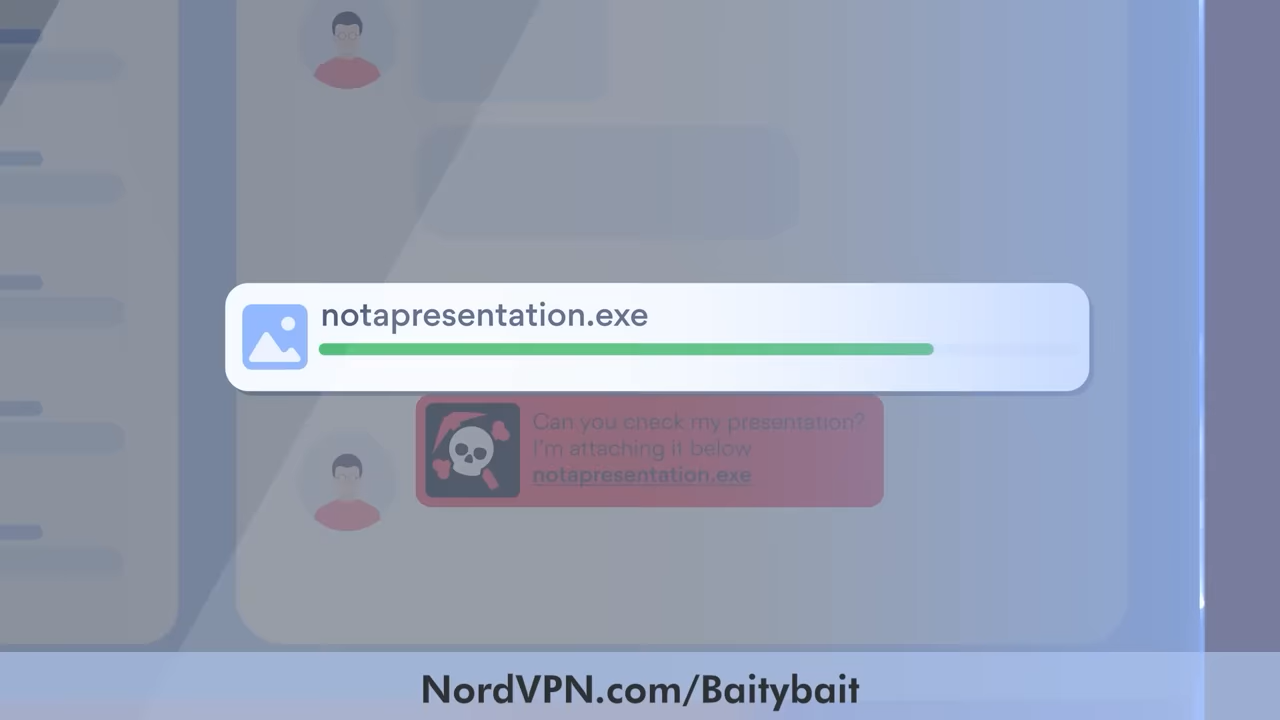 notapresentation.exe
Can you check my presentation?
I'm attaching it below
notapresentation.exe
NordVPN.com/Baitybait